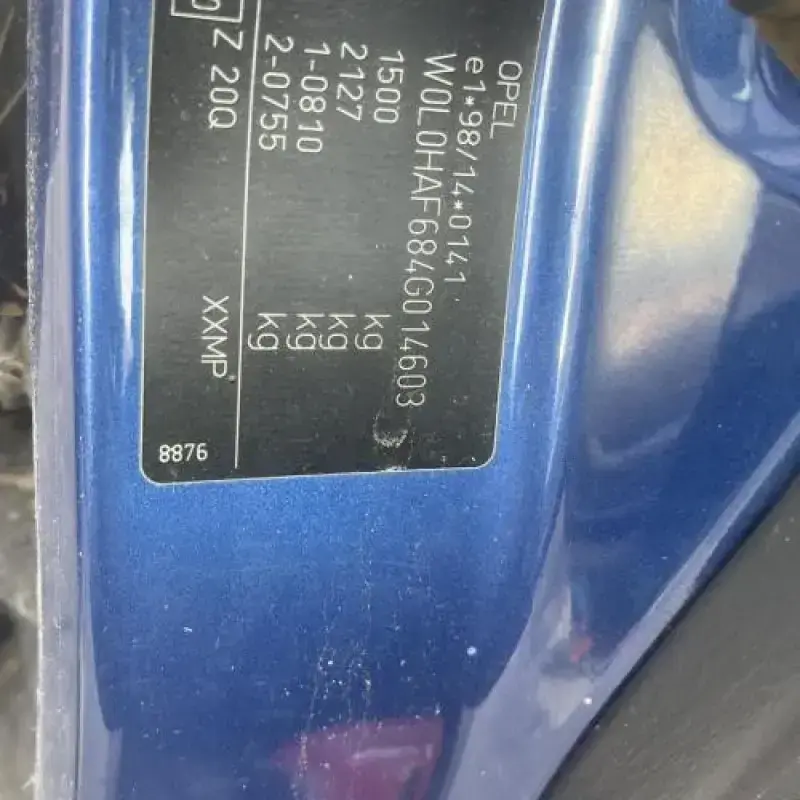 OPEL
e1*98/14*0141
W0L0HAF684G014603
1500 kg
2127 kg
1-0810 kg
2-0755 kg
Z 20Q XXMP
8876